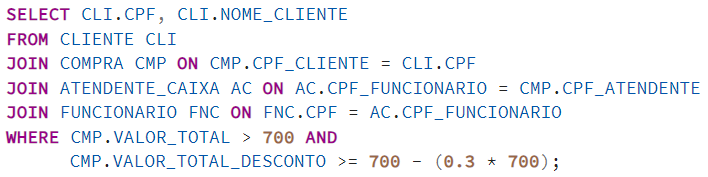 SELECT CLI.CPF, CLI.NOME_CLIENTE
FROM CLIENTE CLI
JOIN COMPRA CMP ON CMP.CPF_CLIENTE = CLI.CPF
JOIN ATENDENTE_CAIXA AC ON AC.CPF_FUNCIONARIO = CMP.CPF_ATENDENTE
JOIN FUNCIONARIO FNC ON FNC.CPF = AC.CPF_FUNCIONARIO
WHERE CMP.VALOR_TOTAL > 700 AND
CMP.VALOR_TOTAL_DESCONTO >= 700 - (0.3 * 700);